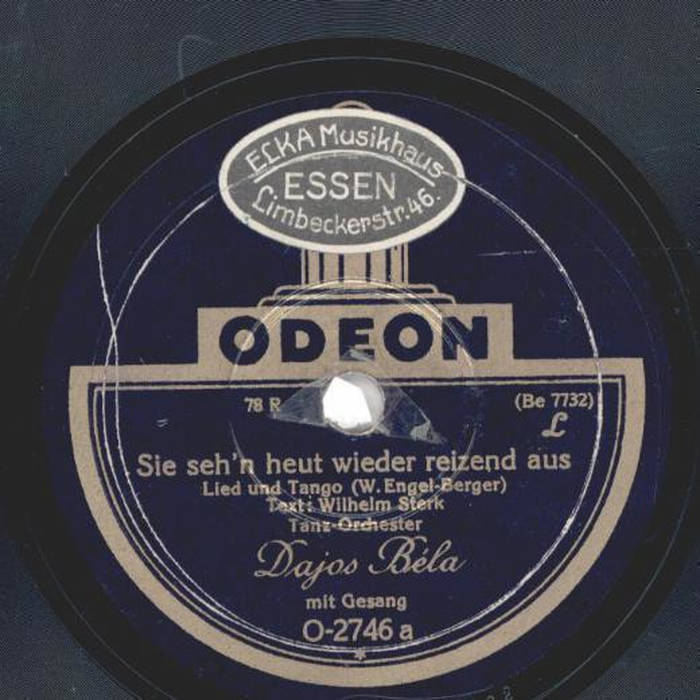 ECKA Musikhaus
ESSEN
Limbeckerstr. 46.
ODEON
78 R
(Be 7732)
L
Sie seh'n heut wieder reizend aus
Lied und Tango (W. Engel-Berger)
Text: Wilhelm Sterk
Tanz-Orchester
Dajos Béla
mit Gesang
O-2746 a